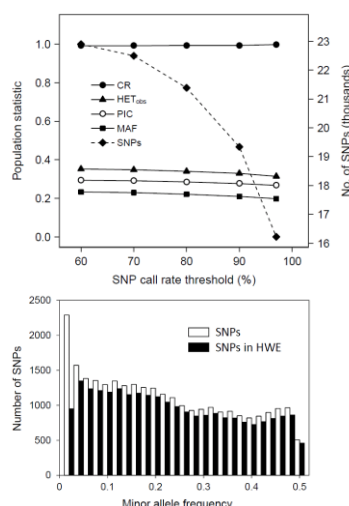 Population statistic
1.0
0.8
0.6
0.4
0.2
0.0
CR
HETobs
PIC
MAF
SNPs
23
22
21
20
19
18
17
16
No. of SNPs (thousands)
60 70 80 90 100
SNP call rate threshold (%)
Number of SNPs
2500
2000
1500
1000
500
0
SNPs
SNPs in HWE
0 0.1 0.2 0.3 0.4 0.5
Minor allele frequency